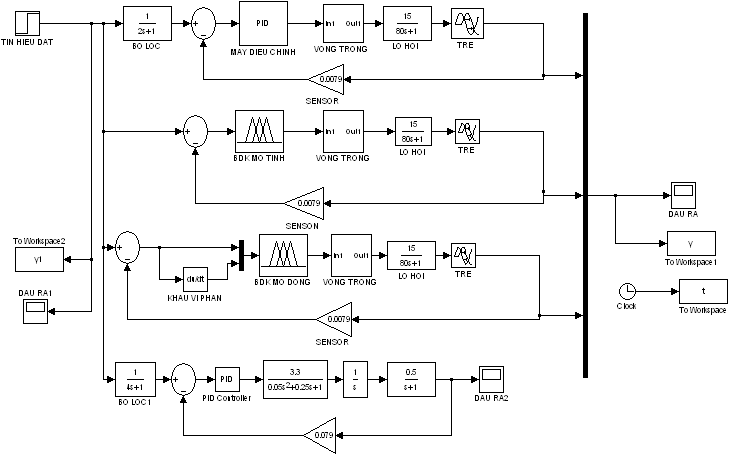 TIN HIEU DAT
1
2s+1
BO LOC
+
−
PID
MAY DIEU CHINH
In1 Out1
VONG TRONG
15
80s+1
LO HOI
TRE
0.0079
SENSOR
+
−
BDK MO TINH
In1 Out1
VONG TRONG
15
80s+1
LO HOI
TRE
0.0079
SENSON
+
−
du/dt
KHAU VI PHAN
BDK MO DONG
In1 Out1
VONG TRONG
15
80s+1
LO HOI
TRE
0.0079
SENSOR
To Workspace2
y1
DAU RA1
DAU RA
y
To Workspace1
Clock
t
To Workspace
1
4s+1
BO LOC1
+
−
PID
PID Controller
3.3
0.05s²+0.25s+1
1
s
0.5
s+1
DAU RA2
0.079